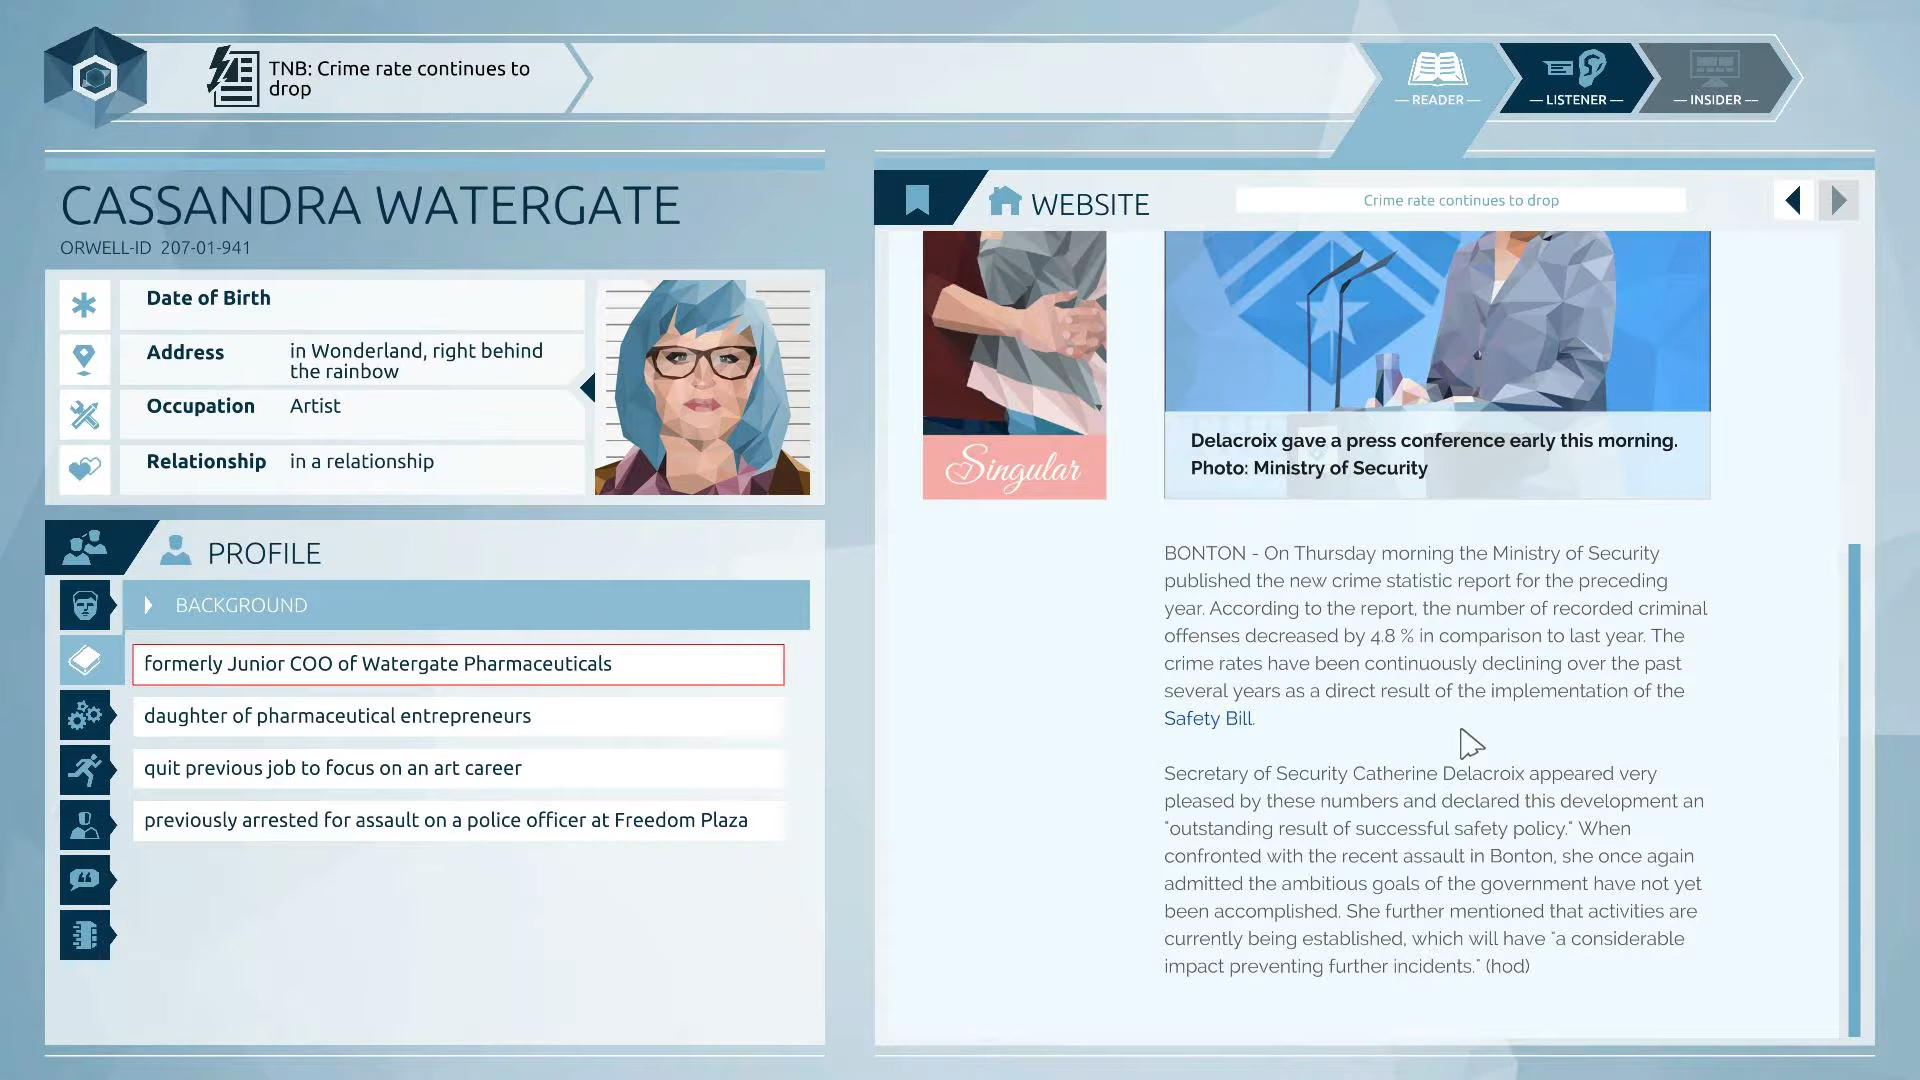 TNB: Crime rate continues to
drop
READER
LISTENER
INSIDER
CASSANDRA WATERGATE
ORWELL-ID 207-01-941
Date of Birth
Address in Wonderland, right behind
the rainbow
Occupation Artist
Relationship in a relationship
PROFILE
BACKGROUND
formerly Junior COO of Watergate Pharmaceuticals
daughter of pharmaceutical entrepreneurs
quit previous job to focus on an art career
previously arrested for assault on a police officer at Freedom Plaza
WEBSITE
Crime rate continues to drop
Singular
Delacroix gave a press conference early this morning.
Photo: Ministry of Security
BONTON - On Thursday morning the Ministry of Security
published the new crime statistic report for the preceding
year. According to the report, the number of recorded criminal
offenses decreased by 4.8 % in comparison to last year. The
crime rates have been continuously declining over the past
several years as a direct result of the implementation of the
Safety Bill.
Secretary of Security Catherine Delacroix appeared very
pleased by these numbers and declared this development an
"outstanding result of successful safety policy." When
confronted with the recent assault in Bonton, she once again
admitted the ambitious goals of the government have not yet
been accomplished. She further mentioned that activities are
currently being established, which will have "a considerable
impact preventing further incidents." (hod)